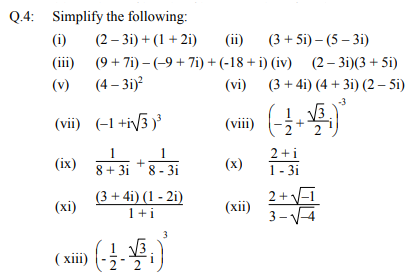 Q.4: Simplify the following:
(i) (2 – 3i) + (1 + 2i) (ii) (3 + 5i) – (5 – 3i)
(iii) (9 + 7i) – (–9 + 7i) + (-18 + i) (iv) (2 – 3i)(3 + 5i)
(v) (4 – 3i)² (vi) (3 + 4i) (4 + 3i) (2 – 5i)
(vii) (–1 +i√3 )³ (viii) (–1/2 + √3/2 i)⁻³
(ix) 1/(8 + 3i) + 1/(8 - 3i) (x) (2 + i)/(1 - 3i)
(xi) (3 + 4i) (1 - 2i)/(1 + i) (xii) (2 + √–1)/(3 – √–4)
( xiii) (-1/2 - √3/2 i)³